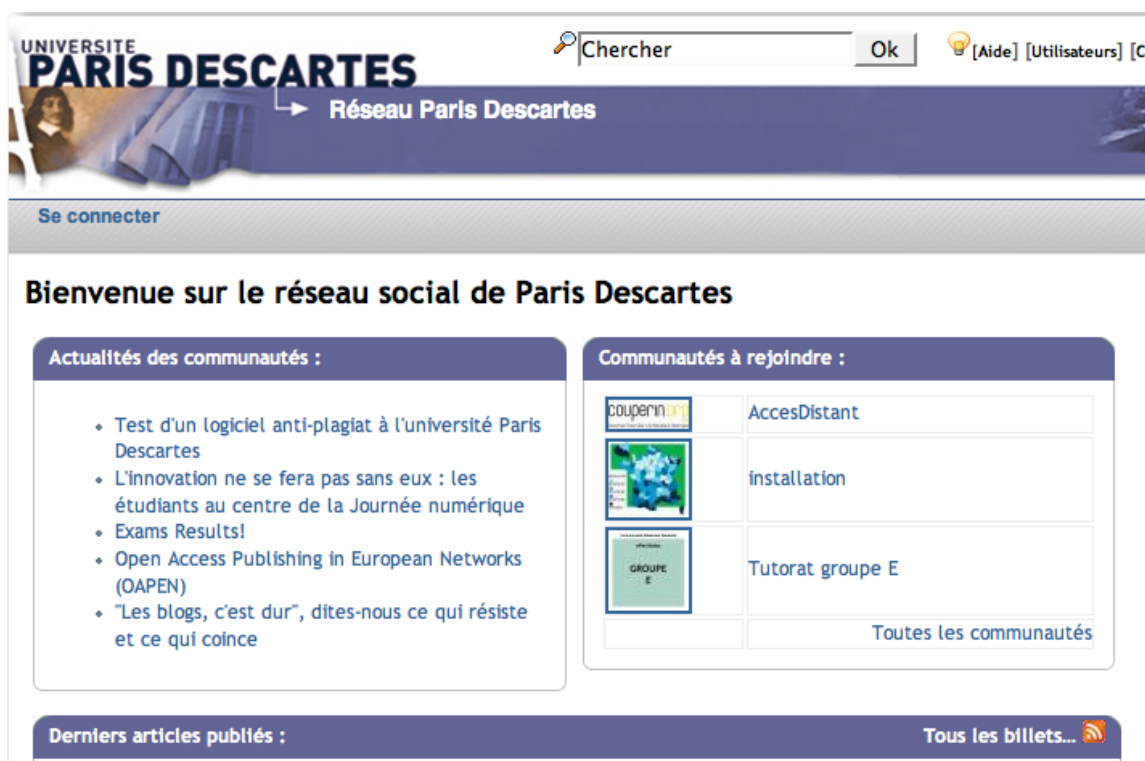 UNIVERSITE
PARIS DESCARTES
Chercher
Ok
[Aide] [Utilisateurs] [C
Réseau Paris Descartes
Se connecter
Bienvenue sur le réseau social de Paris Descartes
Actualités des communautés :
Test d'un logiciel anti-plagiat à l'université Paris
Descartes
L'innovation ne se fera pas sans eux : les
étudiants au centre de la Journée numérique
Exams Results!
Open Access Publishing in European Networks
(OAPEN)
"Les blogs, c'est dur", dites-nous ce qui résiste
et ce qui coince
Communautés à rejoindre :
couperin.org
AccesDistant
installation
GROUPE
E
Tutorat groupe E
Toutes les communautés
Derniers articles publiés :
Tous les billets...